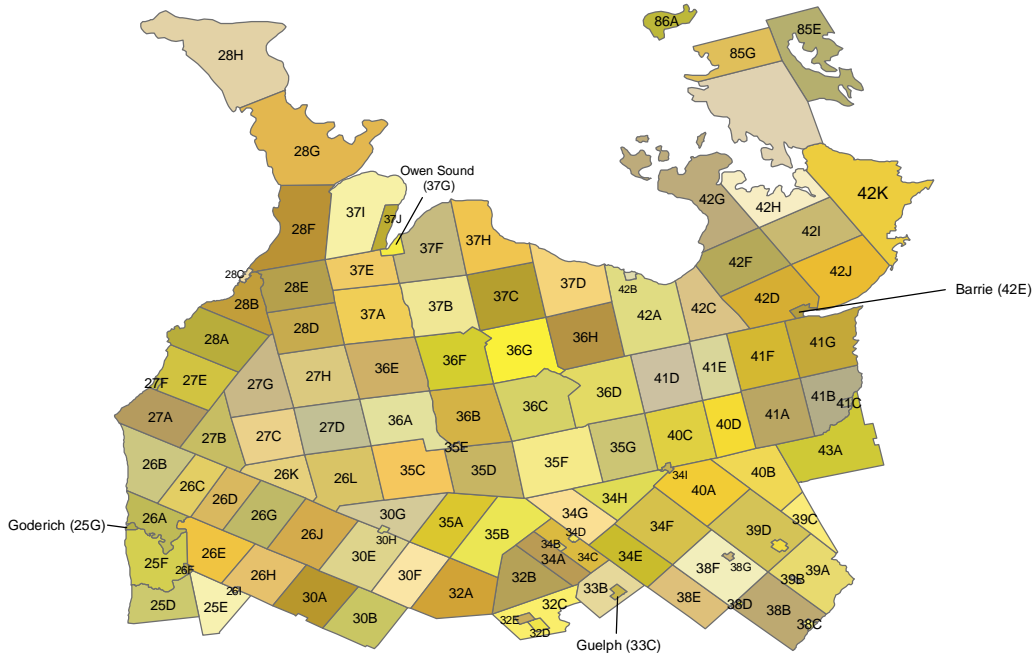 86A
85E
28H
85G
28G
Owen Sound
(37G)
42K
42G
42H
37I
37J
28F
42I
37H
37F
42F
42J
28C
37E
37D
28E
42B
Barrie (42E)
28B
37C
42D
37B
42C
37A
42A
28D
28A
36H
41G
36G
41F
36F
41E
36E
27H
41D
27F
27E
27G
36D
41B
41C
36C
27A
36B
41A
36A
40D
27D
27C
40C
27B
35E
35G
43A
26B
35F
35D
35C
40B
26K
34I
26L
26C
40A
26D
34H
34G
30G
26G
26A
39C
Goderich (25G)
35A
34F
39D
26J
35B
34D
30H
34B
26E
30E
34A
34C
34E
25F
26F
38F
38G
39A
26H
30F
32B
39B
26I
33B
30A
32A
38E
25D
25E
32C
38D
38B
30B
32E
38C
32D
Guelph (33C)